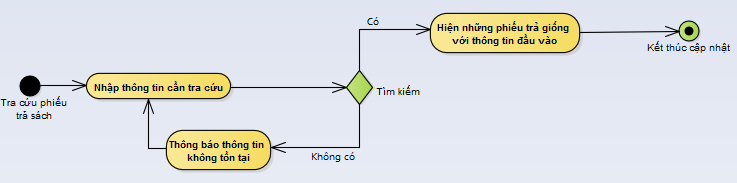 Có
Hiện những phiếu trả giống
với thông tin đầu vào
Kết thúc cập nhật
Nhập thông tin cần tra cứu
Tìm kiếm
Tra cứu phiếu
trả sách
Thông báo thông tin
không tồn tại
Không có